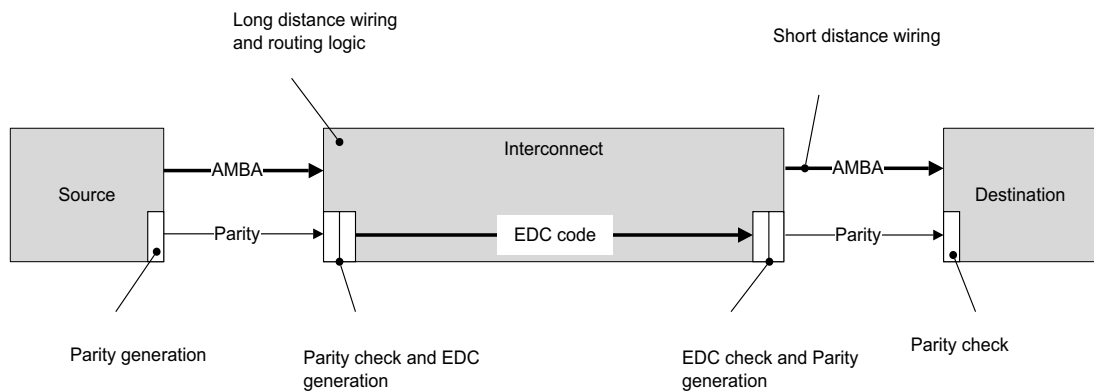 Long distance wiring
and routing logic
Short distance wiring
Interconnect
AMBA
AMBA
Source
Destination
Parity
EDC code
Parity
Parity generation
Parity check and EDC
generation
EDC check and Parity
generation
Parity check